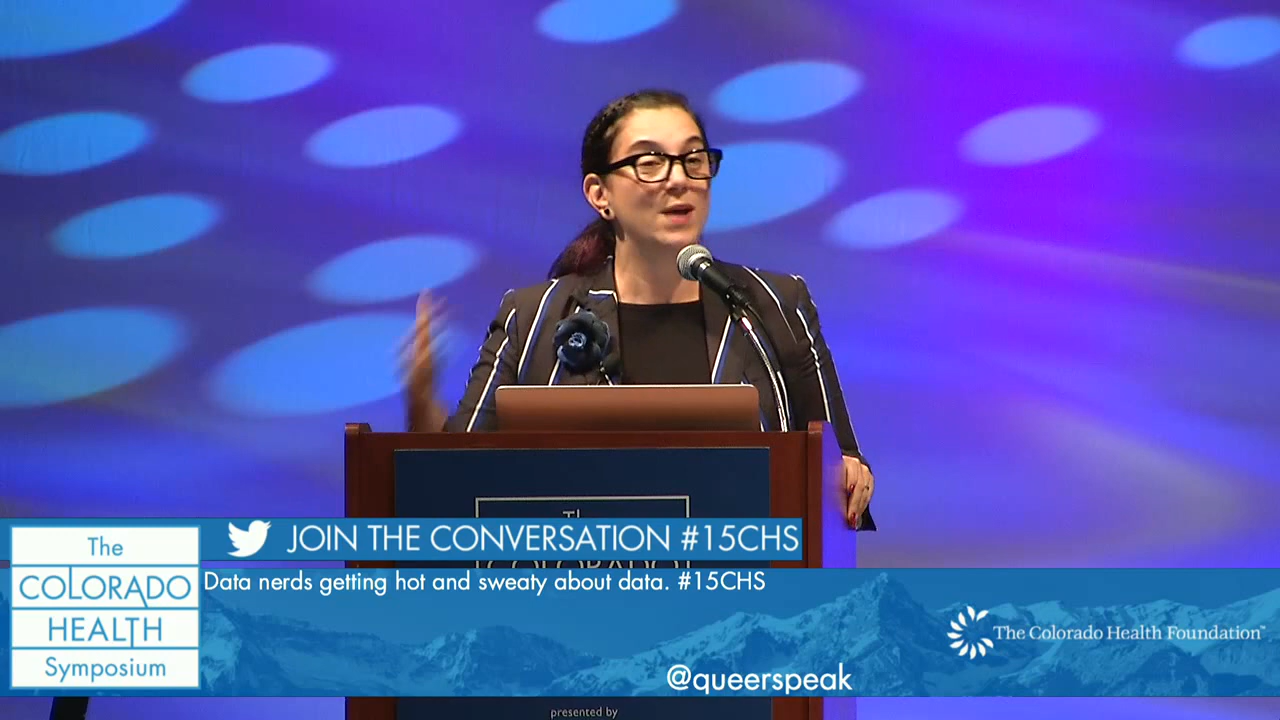 JOIN THE CONVERSATION #15CHS
The
COLORADO
HEALTH
Symposium
Data nerds getting hot and sweaty about data. #15CHS
The Colorado Health Foundation™
@queerspeak
presented by